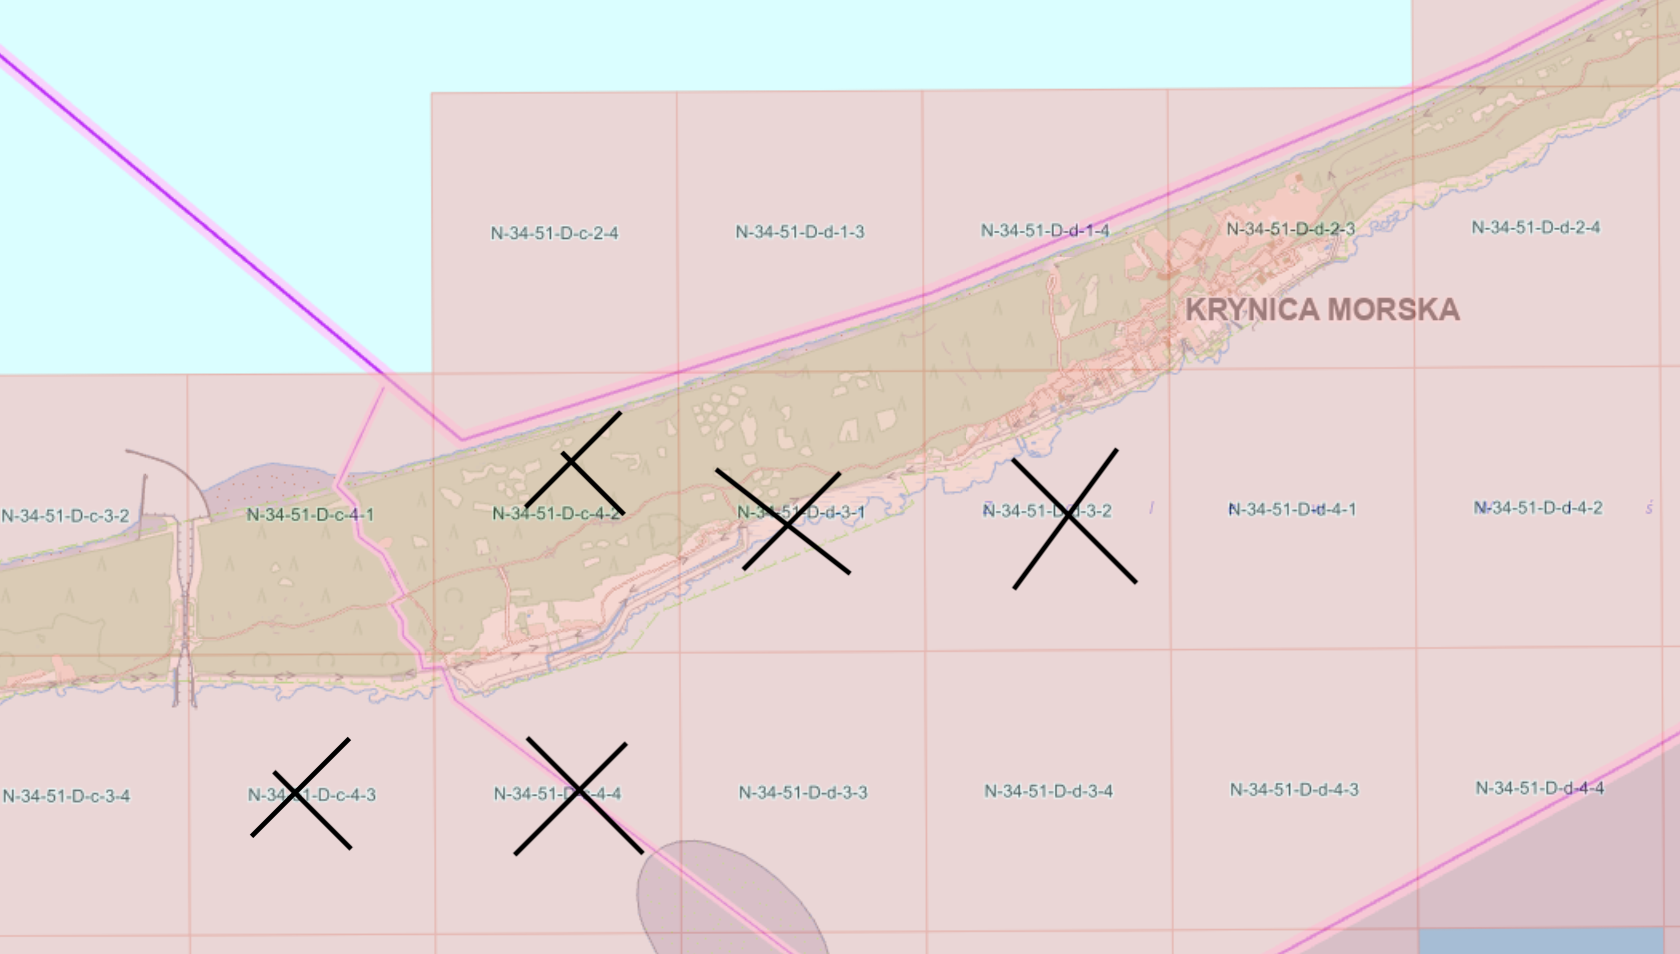 N-34-51-D-c-2-4
N-34-51-D-d-1-3
N-34-51-D-d-1-4
N-34-51-D-d-2-3
N-34-51-D-d-2-4
KRYNICA MORSKA
N-34-51-D-c-3-2
N-34-51-D-c-4-1
N-34-51-D-c-4-2
N-34-51-D-d-3-1
N-34-51-D-d-3-2
l
N-34-51-D-d-4-1
N-34-51-D-d-4-2
ś
N-34-51-D-c-3-4
N-34-51-D-c-4-3
N-34-51-D-c-4-4
N-34-51-D-d-3-3
N-34-51-D-d-3-4
N-34-51-D-d-4-3
N-34-51-D-d-4-4